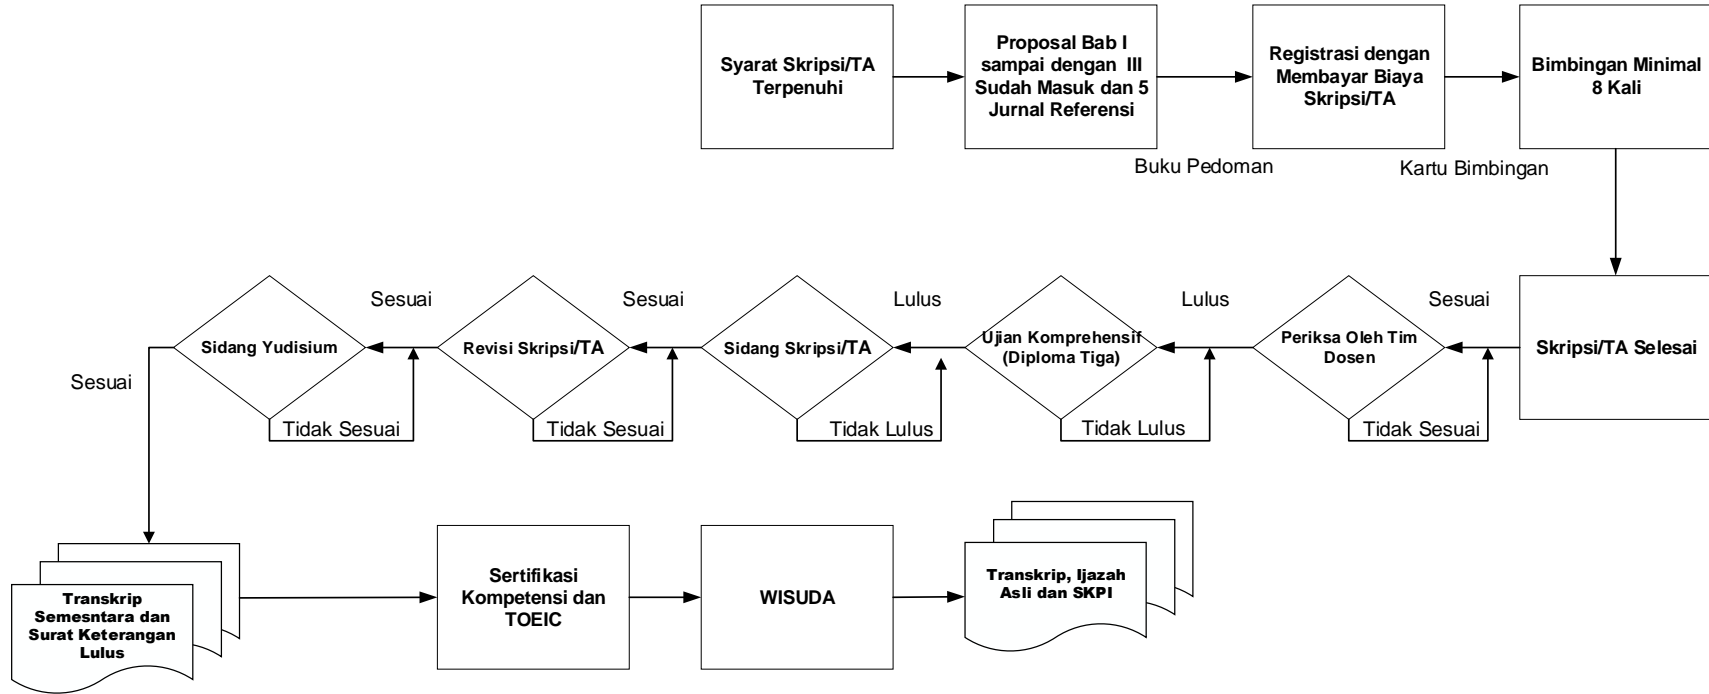 Syarat Skripsi/TA
Terpenuhi
Proposal Bab I
sampai dengan III
Sudah Masuk dan 5
Jurnal Referensi
Registrasi dengan
Membayar Biaya
Skripsi/TA
Bimbingan Minimal
8 Kali
Buku Pedoman
Kartu Bimbingan
Skripsi/TA Selesai
Sesuai
Periksa Oleh Tim
Dosen
Tidak Sesuai
Lulus
Ujian Komprehensif
(Diploma Tiga)
Tidak Lulus
Lulus
Sidang Skripsi/TA
Tidak Lulus
Sesuai
Revisi Skripsi/TA
Tidak Sesuai
Sesuai
Sidang Yudisium
Tidak Sesuai
Sesuai
Transkrip
Semesntara dan
Surat Keterangan
Lulus
Sertifikasi
Kompetensi dan
TOEIC
WISUDA
Transkrip, Ijazah
Asli dan SKPI